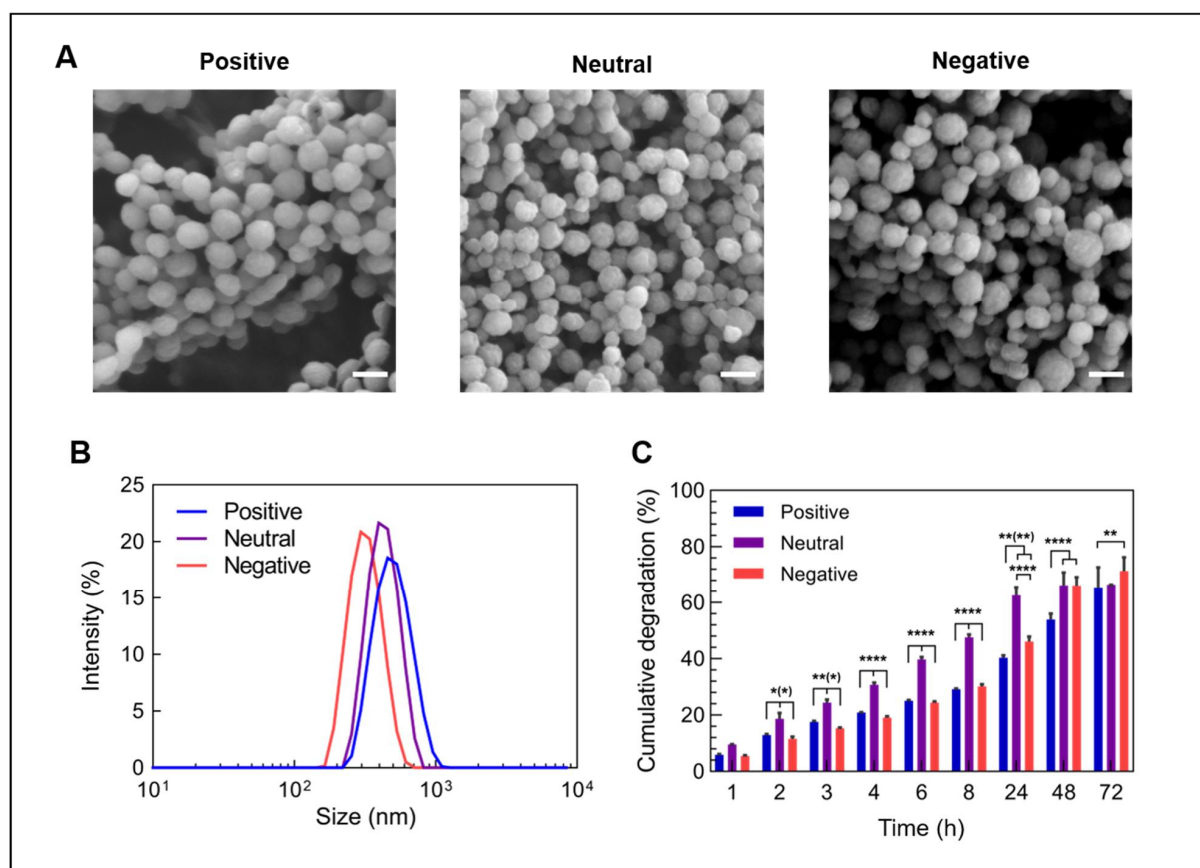 A
Positive
Neutral
Negative
B
25
20
15
10
5
0
Intensity (%)
Positive
Neutral
Negative
10¹
10²
10³
10⁴
Size (nm)
C
100
80
60
40
20
0
Cumulative degradation (%)
Positive
Neutral
Negative
*(*)
**(*)
****
****
****
**(**)
****
****
**
1 2 3 4 6 8 24 48 72
Time (h)